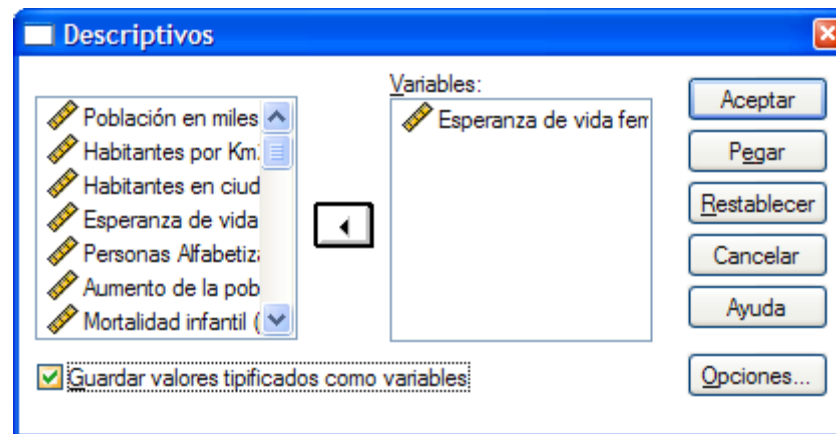 Descriptivos
Población en miles
Habitantes por Km
Habitantes en ciud
Esperanza de vida
Personas Alfabetiz
Aumento de la pob
Mortalidad infantil (
Variables:
Esperanza de vida fem
Aceptar
Pegar
Restablecer
Cancelar
Ayuda
Guardar valores tipificados como variables
Opciones...